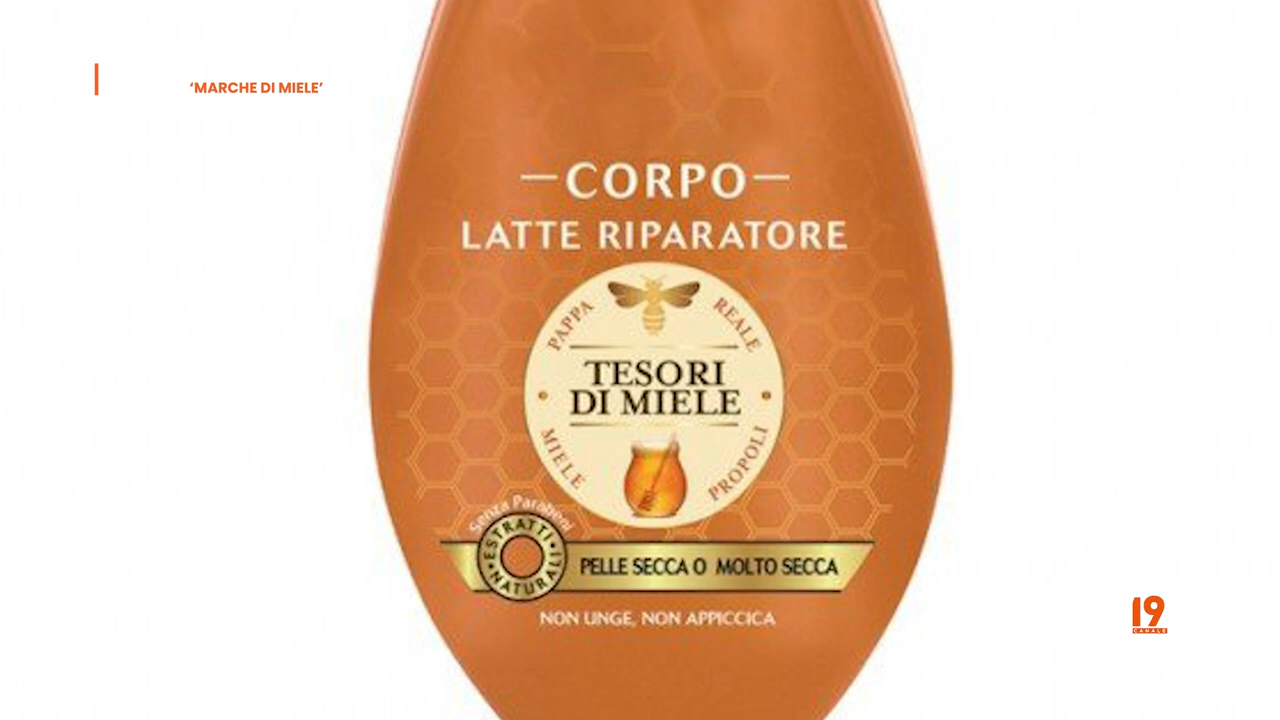 ‘MARCHE DI MIELE’
—CORPO—
LATTE RIPARATORE
PAPPA REALE
TESORI
DI MIELE
MIELE PROPOLI
Senza Parabeni
ESTRATTI • NATURALI •
PELLE SECCA O MOLTO SECCA
NON UNGE, NON APPICCICA
19
CANALE